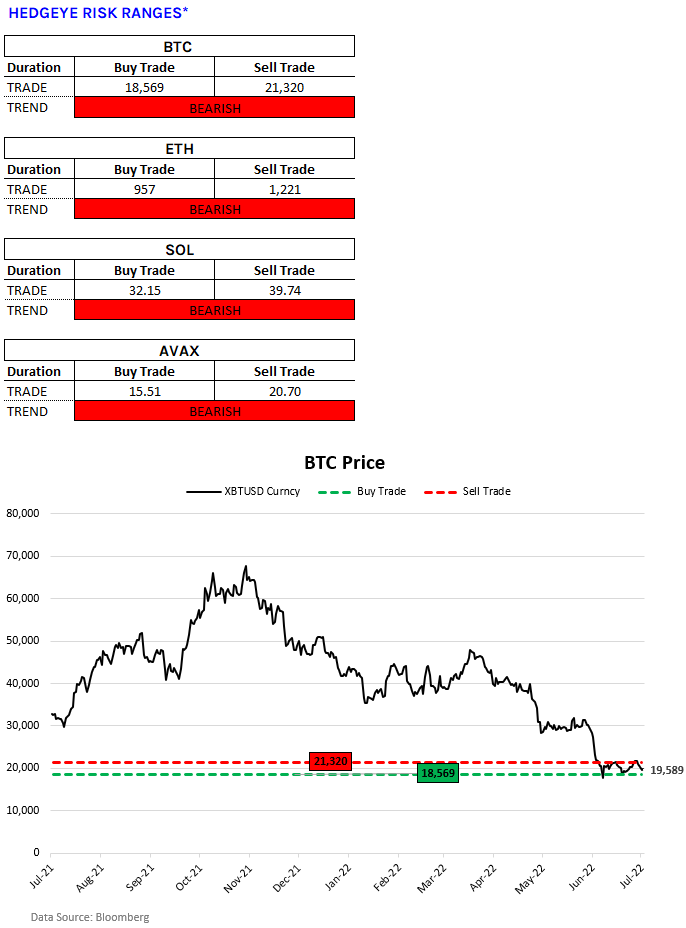 HEDGEYE RISK RANGES*
BTC
Duration Buy Trade Sell Trade
TRADE 18,569 21,320
TREND BEARISH
ETH
Duration Buy Trade Sell Trade
TRADE 957 1,221
TREND BEARISH
SOL
Duration Buy Trade Sell Trade
TRADE 32.15 39.74
TREND BEARISH
AVAX
Duration Buy Trade Sell Trade
TRADE 15.51 20.70
TREND BEARISH
BTC Price
XBTUSD Curncy Buy Trade Sell Trade
80,000
70,000
60,000
50,000
40,000
30,000
21,320
20,000
18,569
19,589
10,000
0
Jul-21 Aug-21 Sep-21 Oct-21 Nov-21 Dec-21 Jan-22 Feb-22 Mar-22 Apr-22 May-22 Jun-22 Jul-22
Data Source: Bloomberg